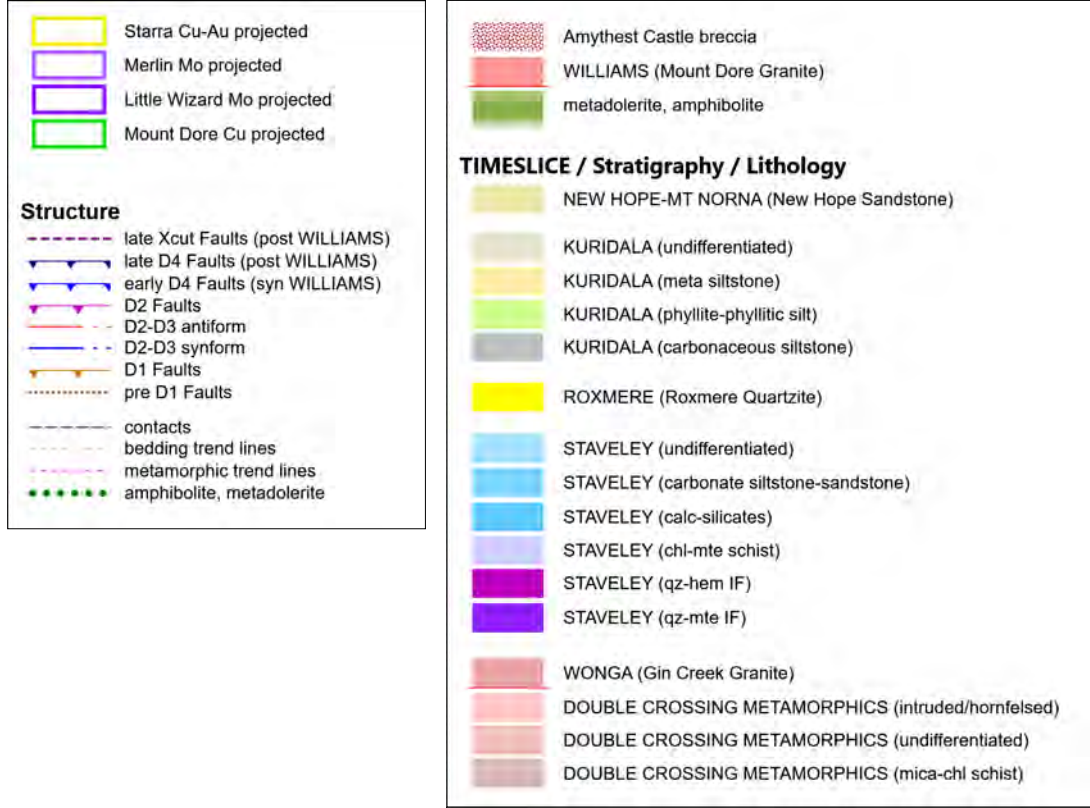 Starra Cu-Au projected
Merlin Mo projected
Little Wizard Mo projected
Mount Dore Cu projected
Structure
late Xcut Faults (post WILLIAMS)
late D4 Faults (post WILLIAMS)
early D4 Faults (syn WILLIAMS)
D2 Faults
D2-D3 antiform
D2-D3 synform
D1 Faults
pre D1 Faults
contacts
bedding trend lines
metamorphic trend lines
amphibolite, metadolerite
Amythest Castle breccia
WILLIAMS (Mount Dore Granite)
metadolerite, amphibolite
TIMESLICE / Stratigraphy / Lithology
NEW HOPE-MT NORNA (New Hope Sandstone)
KURIDALA (undifferentiated)
KURIDALA (meta siltstone)
KURIDALA (phyllite-phyllitic silt)
KURIDALA (carbonaceous siltstone)
ROXMERE (Roxmere Quartzite)
STAVELEY (undifferentiated)
STAVELEY (carbonate siltstone-sandstone)
STAVELEY (calc-silicates)
STAVELEY (chl-mte schist)
STAVELEY (qz-hem IF)
STAVELEY (qz-mte IF)
WONGA (Gin Creek Granite)
DOUBLE CROSSING METAMORPHICS (intruded/hornfelsed)
DOUBLE CROSSING METAMORPHICS (undifferentiated)
DOUBLE CROSSING METAMORPHICS (mica-chl schist)